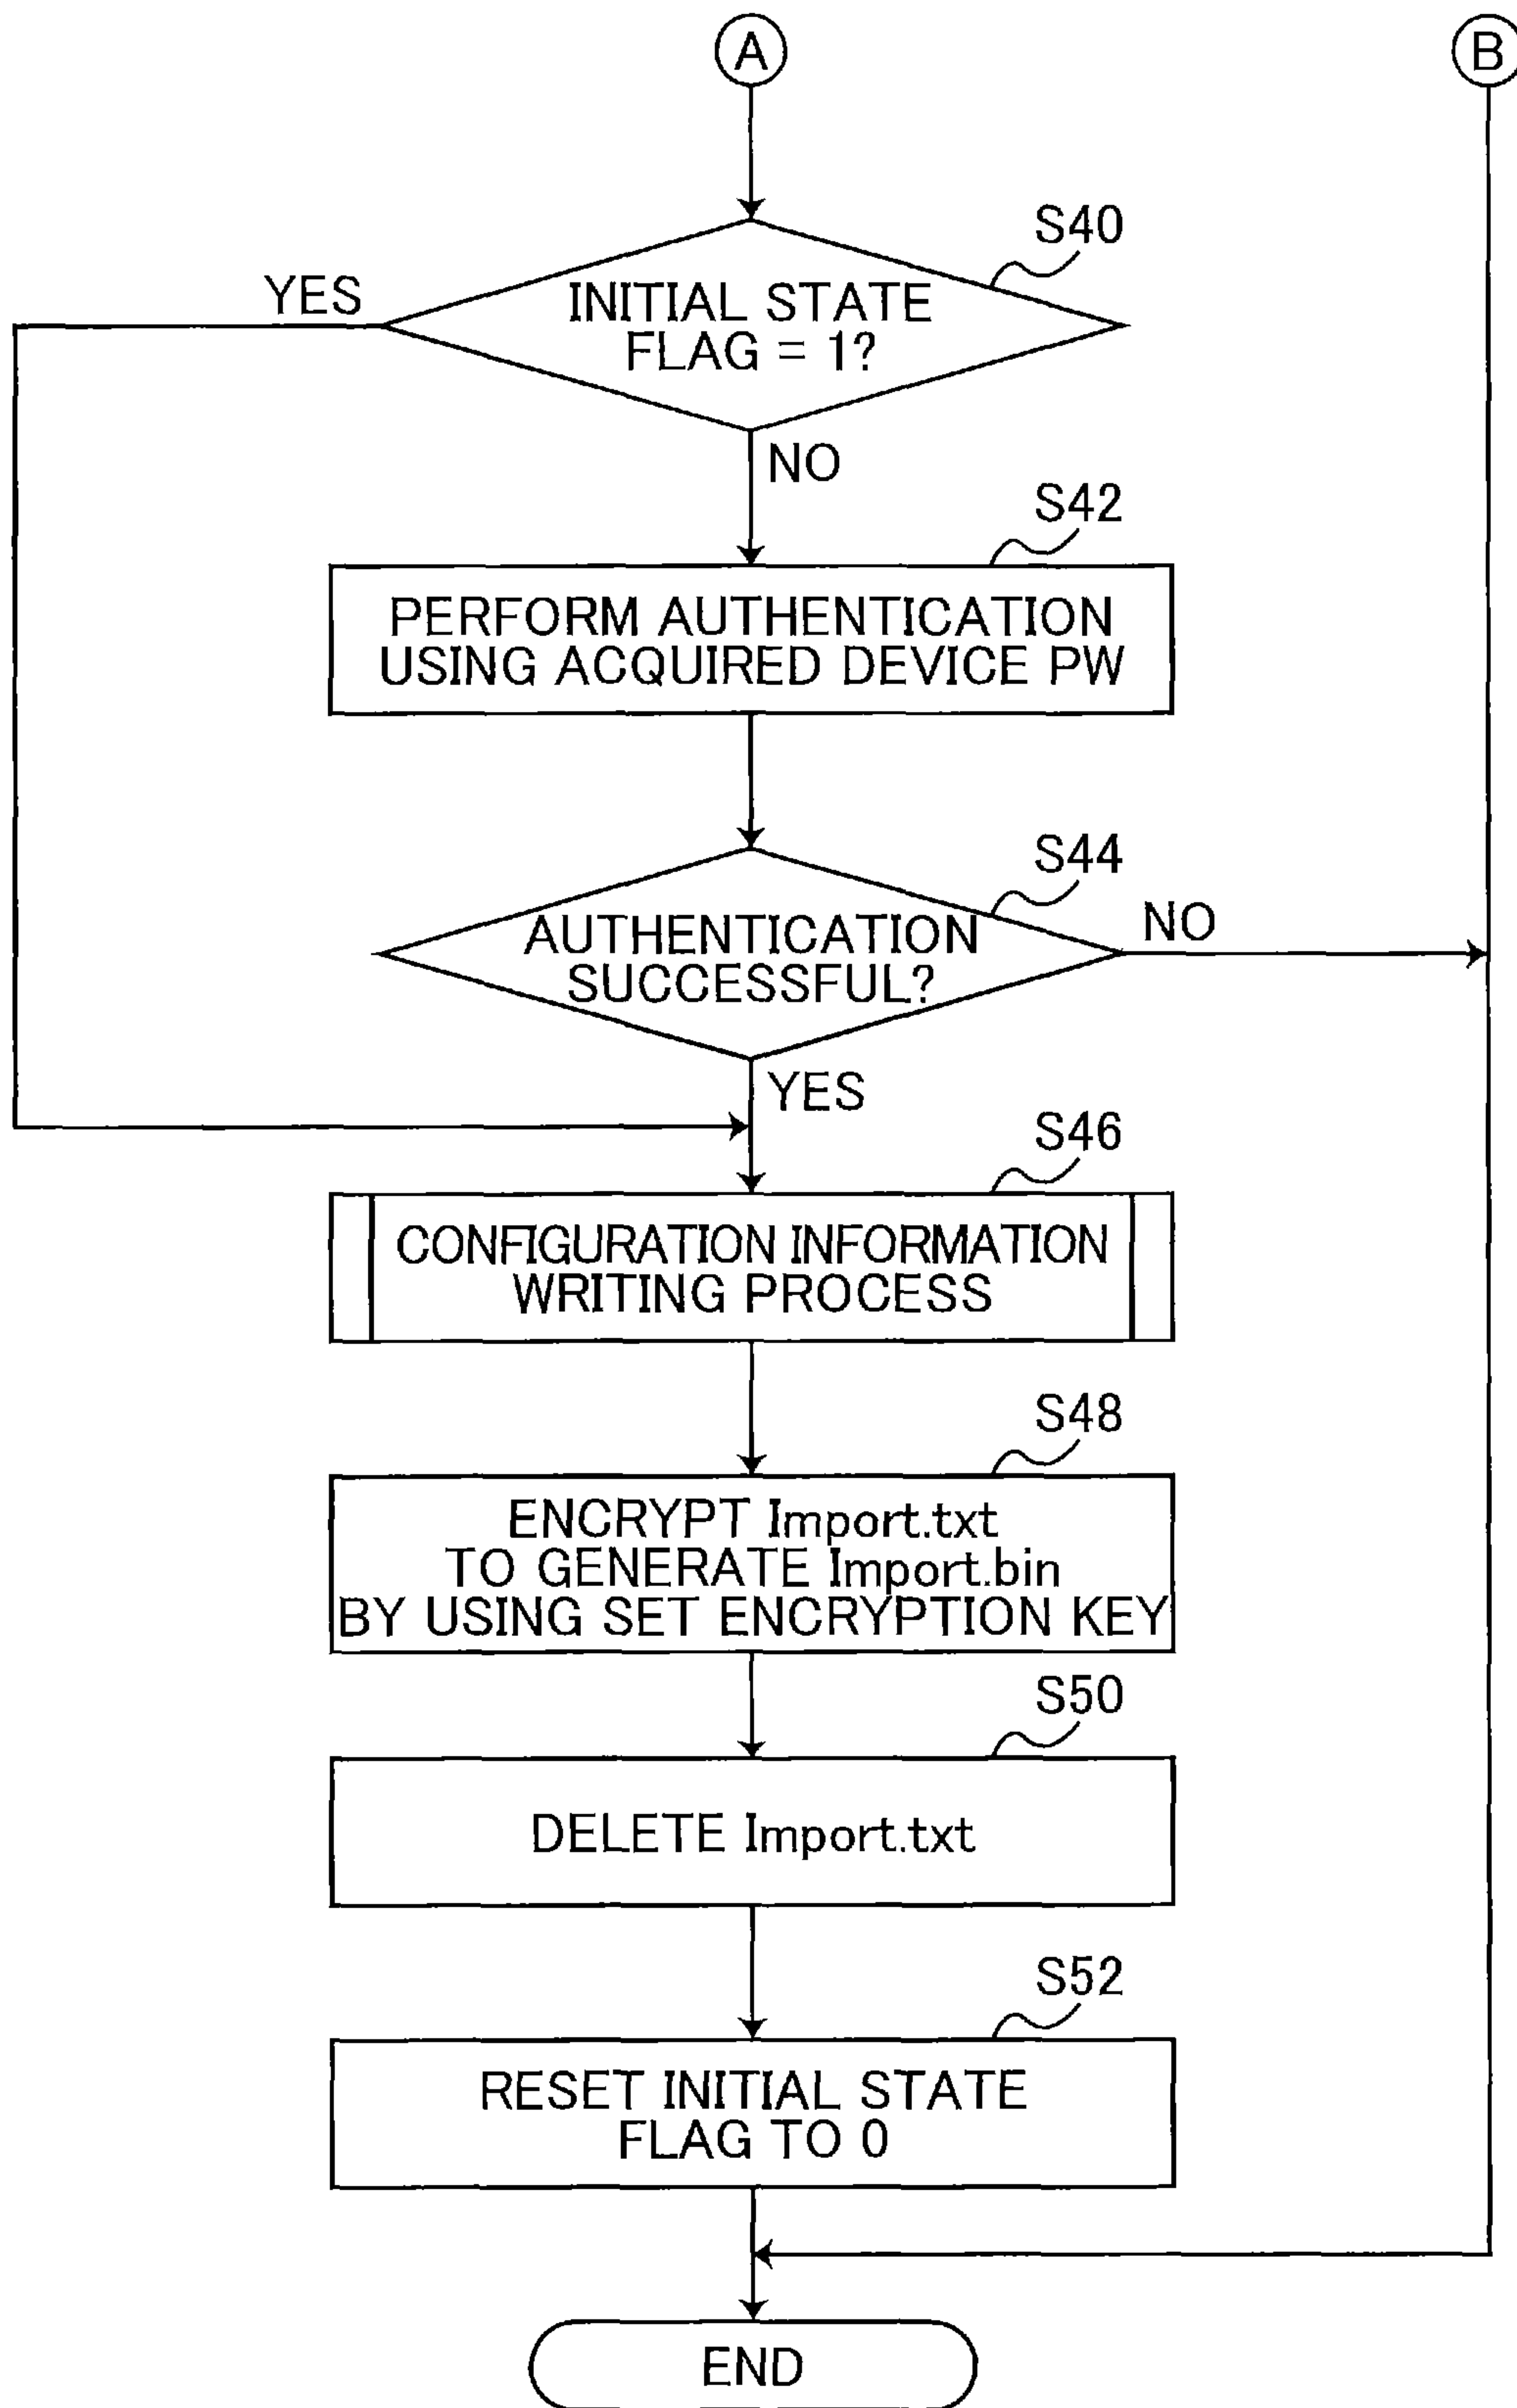 A
B
S40
YES
INITIAL STATE
FLAG = 1?
NO
S42
PERFORM AUTHENTICATION
USING ACQUIRED DEVICE PW
S44
NO
AUTHENTICATION
SUCCESSFUL?
YES
S46
CONFIGURATION INFORMATION
WRITING PROCESS
S48
ENCRYPT Import.txt
TO GENERATE Import.bin
BY USING SET ENCRYPTION KEY
S50
DELETE Import.txt
S52
RESET INITIAL STATE
FLAG TO 0
END